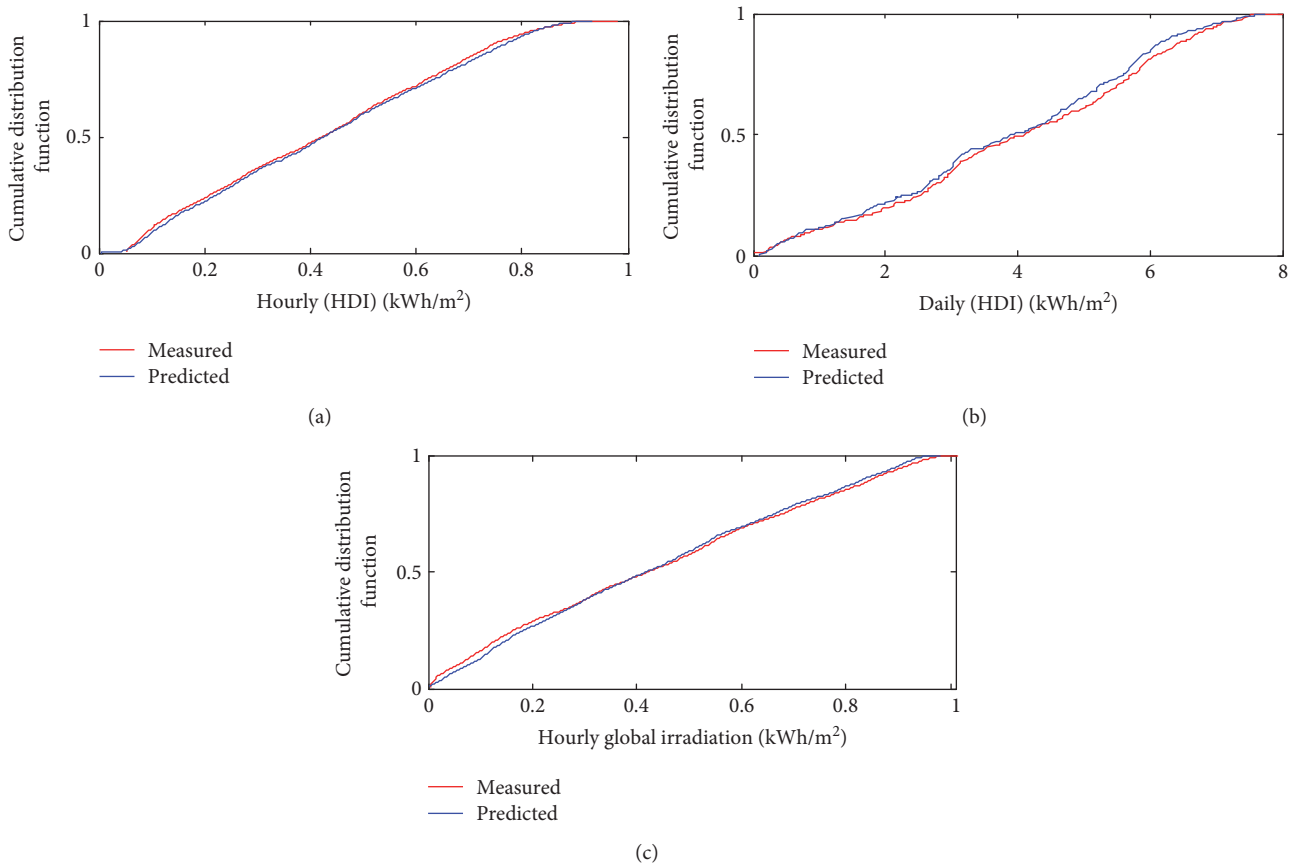 Cumulative distribution
function
1
0.5
0
0
0.2
0.4
0.6
0.8
1
Hourly (HDI) (kWh/m²)
Measured
Predicted
(a)
Cumulative distribution
function
1
0.5
0
0
2
4
6
8
Daily (HDI) (kWh/m²)
Measured
Predicted
(b)
Cumulative distribution
function
1
0.5
0
0
0.2
0.4
0.6
0.8
1
Hourly global irradiation (kWh/m²)
Measured
Predicted
(c)